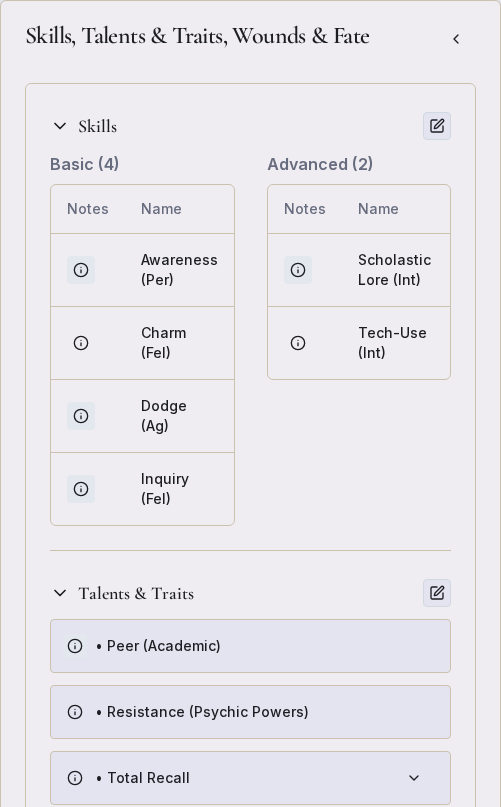 Skills, Talents & Traits, Wounds & Fate
Skills
Basic (4)
Notes Name
Awareness
(Per)
Charm
(Fel)
Dodge
(Ag)
Inquiry
(Fel)
Advanced (2)
Notes Name
Scholastic
Lore (Int)
Tech-Use
(Int)
Talents & Traits
• Peer (Academic)
• Resistance (Psychic Powers)
• Total Recall